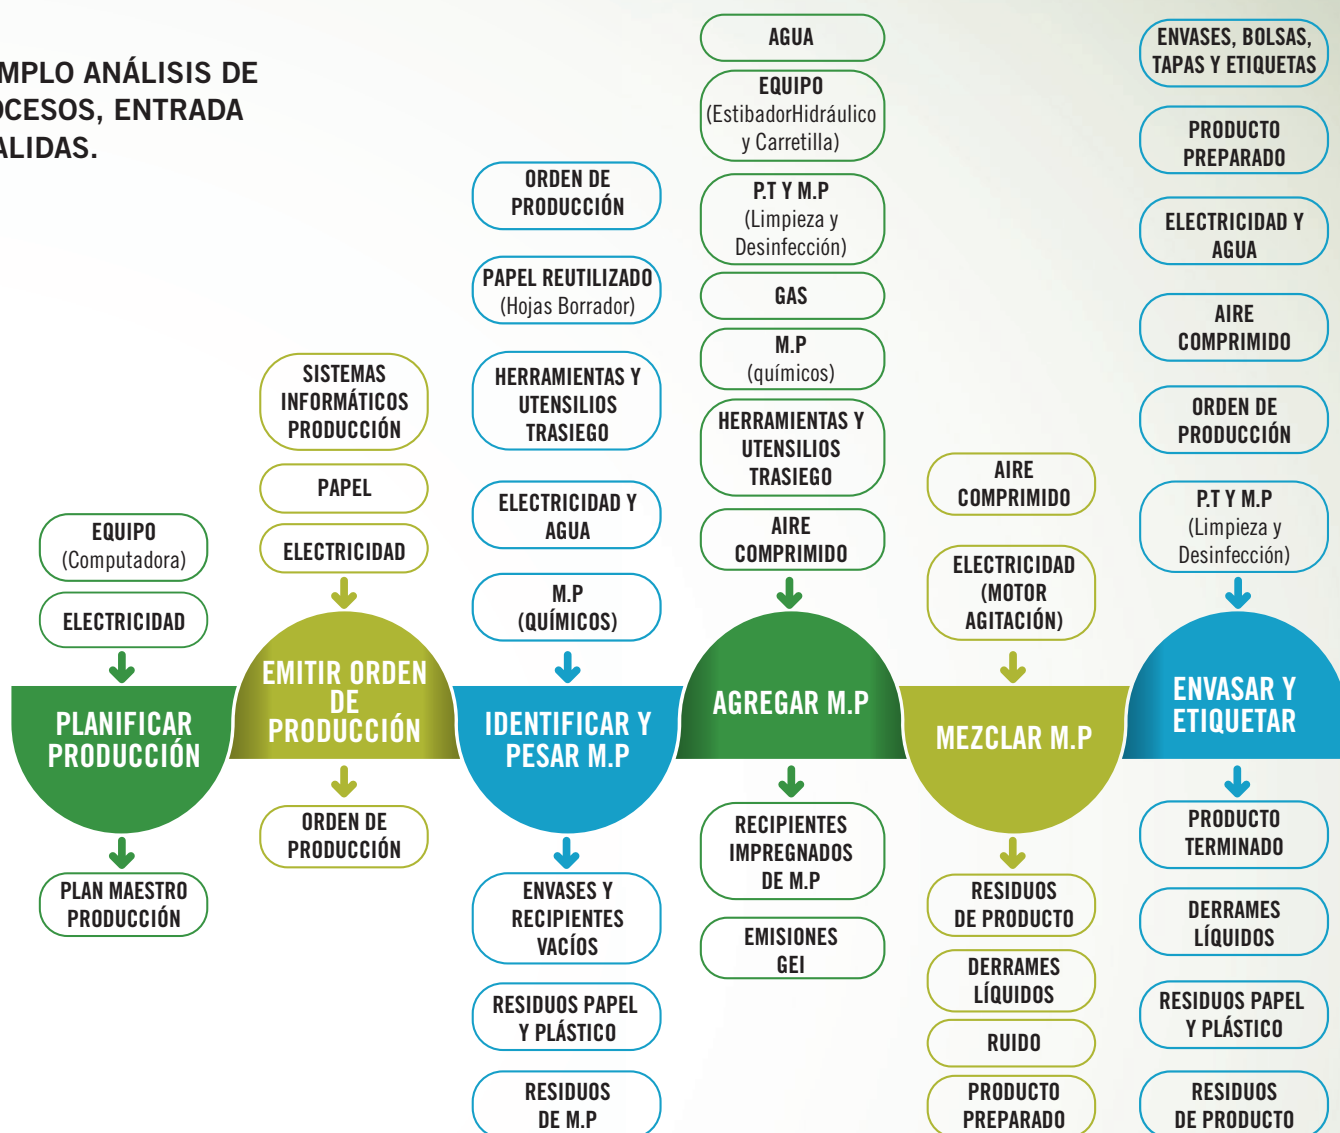 MPLO ANÁLISIS DE
OCESOS, ENTRADA
ALIDAS.
EQUIPO
(Computadora)
ELECTRICIDAD
PLANIFICAR
PRODUCCIÓN
PLAN MAESTRO
PRODUCCIÓN
SISTEMAS
INFORMÁTICOS
PRODUCCIÓN
PAPEL
ELECTRICIDAD
EMITIR ORDEN
DE
PRODUCCIÓN
ORDEN DE
PRODUCCIÓN
ORDEN DE
PRODUCCIÓN
PAPEL REUTILIZADO
(Hojas Borrador)
HERRAMIENTAS Y
UTENSILIOS
TRASIEGO
ELECTRICIDAD Y
AGUA
M.P
(QUÍMICOS)
IDENTIFICAR Y
PESAR M.P
ENVASES Y
RECIPIENTES
VACÍOS
RESIDUOS PAPEL
Y PLÁSTICO
RESIDUOS
DE M.P
AGUA
EQUIPO
(EstibadorHidráulico
y Carretilla)
P.T Y M.P
(Limpieza y
Desinfección)
GAS
M.P
(químicos)
HERRAMIENTAS Y
UTENSILIOS
TRASIEGO
AIRE
COMPRIMIDO
AGREGAR M.P
RECIPIENTES
IMPREGNADOS
DE M.P
EMISIONES
GEI
AIRE
COMPRIMIDO
ELECTRICIDAD
(MOTOR
AGITACIÓN)
MEZCLAR M.P
RESIDUOS
DE PRODUCTO
DERRAMES
LÍQUIDOS
RUIDO
PRODUCTO
PREPARADO
ENVASES, BOLSAS,
TAPAS Y ETIQUETAS
PRODUCTO
PREPARADO
ELECTRICIDAD Y
AGUA
AIRE
COMPRIMIDO
ORDEN DE
PRODUCCIÓN
P.T Y M.P
(Limpieza y
Desinfección)
ENVASAR Y
ETIQUETAR
PRODUCTO
TERMINADO
DERRAMES
LÍQUIDOS
RESIDUOS PAPEL
Y PLÁSTICO
RESIDUOS
DE PRODUCTO